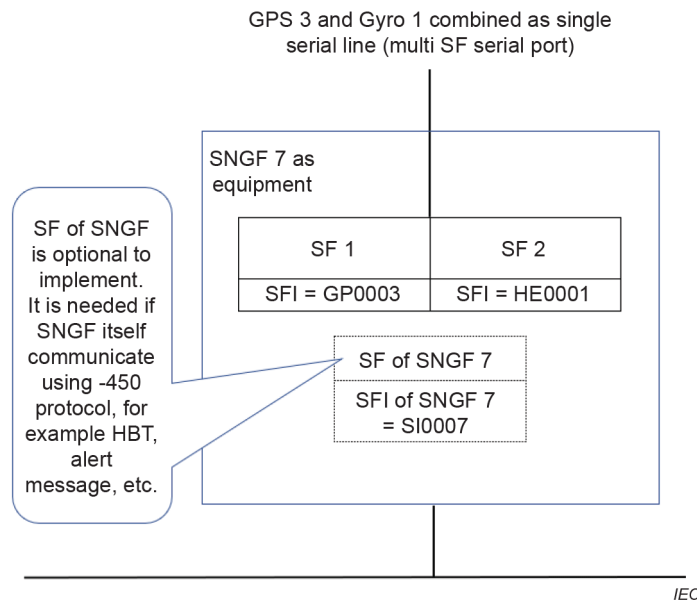 GPS 3 and Gyro 1 combined as single
serial line (multi SF serial port)
SNGF 7 as
equipment
SF of SNGF
is optional to
implement.
It is needed if
SNGF itself
communicate
using -450
protocol, for
example HBT,
alert
message, etc.
SF 1
SF 2
SFI = GP0003
SFI = HE0001
SF of SNGF 7
SFI of SNGF 7
= SI0007
IEC